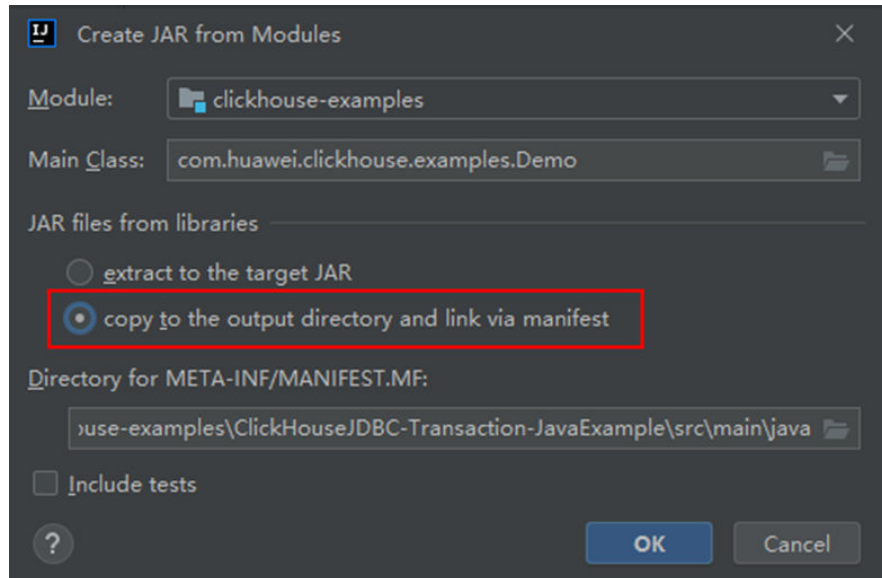 Create JAR from Modules
Module: clickhouse-examples
Main Class: com.huawei.clickhouse.examples.Demo
JAR files from libraries
extract to the target JAR
copy to the output directory and link via manifest
Directory for META-INF/MANIFEST.MF:
ouse-examples\ClickHouseJDBC-Transaction-JavaExample\src\main\java
Include tests
? OK Cancel